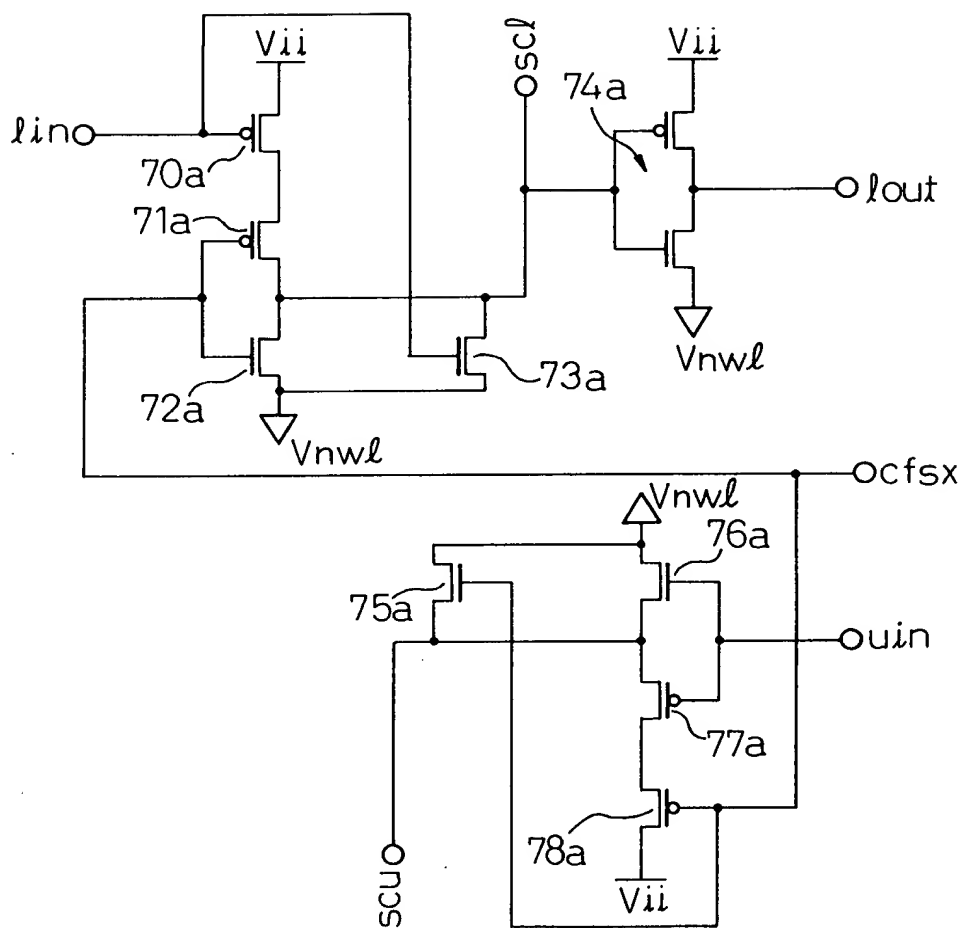 Vii
scl
Vii
74a
lin
70a
lout
71a
72a
73a
Vnwl
Vnwl
cfsx
Vnwl
76a
75a
uin
77a
78a
scu
Vii